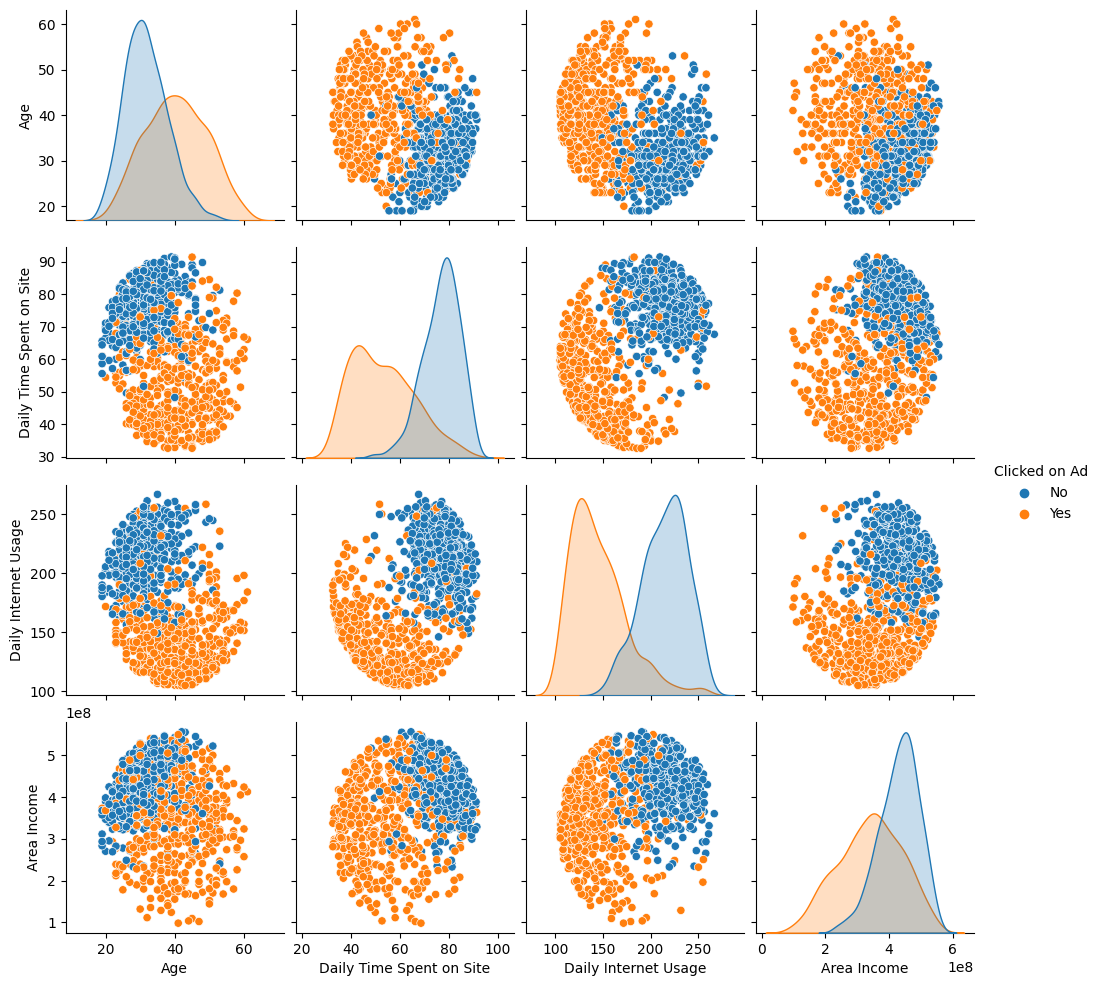 60
50
40
30
20
Age
90
80
70
60
50
40
30
Daily Time Spent on Site
250
200
150
100
Daily Internet Usage
Clicked on Ad
No
Yes
1e8
5
4
3
2
1
Area Income
20 40 60
20 40 60 80 100
100 150 200 250
0 2 4 6
1e8
Age
Daily Time Spent on Site
Daily Internet Usage
Area Income